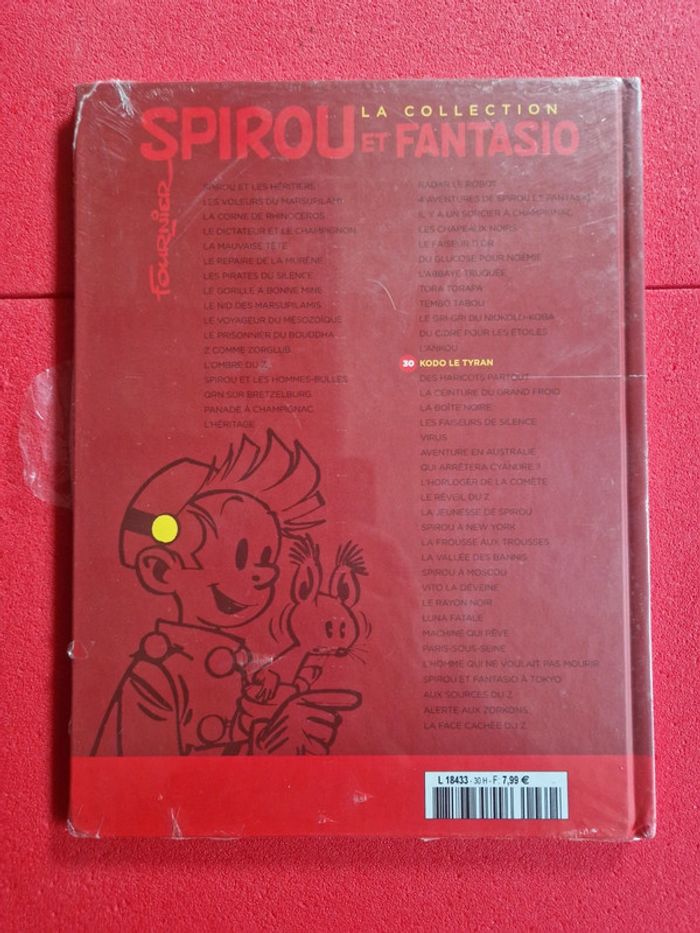 LA COLLECTION
SPIROU ET FANTASIO
FOURNIER
SPIROU ET LES HÉRITIERS
LES VOLEURS DU MARSUPILAMI
LA CORNE DE RHINOCÉROS
LE DICTATEUR ET LE CHAMPIGNON
LA MAUVAISE TÊTE
LE REPAIRE DE LA MURÈNE
LES PIRATES DU SILENCE
LE GORILLE A BONNE MINE
LE NID DES MARSUPILAMIS
LE VOYAGEUR DU MÉSOZOÏQUE
LE PRISONNIER DU BOUDDHA
Z COMME ZORGLUB
L'OMBRE DU Z
SPIROU ET LES HOMMES-BULLES
QRN SUR BRETZELBURG
PANADE À CHAMPIGNAC
L'HÉRITAGE
RADAR LE ROBOT
4 AVENTURES DE SPIROU ET FANTASIO
IL Y A UN SORCIER À CHAMPIGNAC
LES CHAPEAUX NOIRS
LE FAISEUR D'OR
DU GLUCOSE POUR NOÉMIE
L'ABBAYE TRUQUÉE
TORA TORAPA
TEMBO TABOU
LE GRI-GRI DU NIOKOLO-KOBA
DU CIDRE POUR LES ÉTOILES
L'ANKOU
30 KODO LE TYRAN
DES HARICOTS PARTOUT
LA CEINTURE DU GRAND FROID
LA BOÎTE NOIRE
LES FAISEURS DE SILENCE
VIRUS
AVENTURE EN AUSTRALIE
QUI ARRÊTERA CYANURE ?
L'HORLOGER DE LA COMÈTE
LE RÉVEIL DU Z
LA JEUNESSE DE SPIROU
SPIROU À NEW YORK
LA FROUSSE AUX TROUSSES
LA VALLÉE DES BANNIS
SPIROU À MOSCOU
VITO LA DÉVEINE
LE RAYON NOIR
LUNA FATALE
MACHINE QUI RÊVE
PARIS-SOUS-SEINE
L'HOMME QUI NE VOULAIT PAS MOURIR
SPIROU ET FANTASIO À TOKYO
AUX SOURCES DU Z
ALERTE AUX ZORKONS
LA FACE CACHÉE DU Z
L 18433 - 30 H - F: 7,99 €